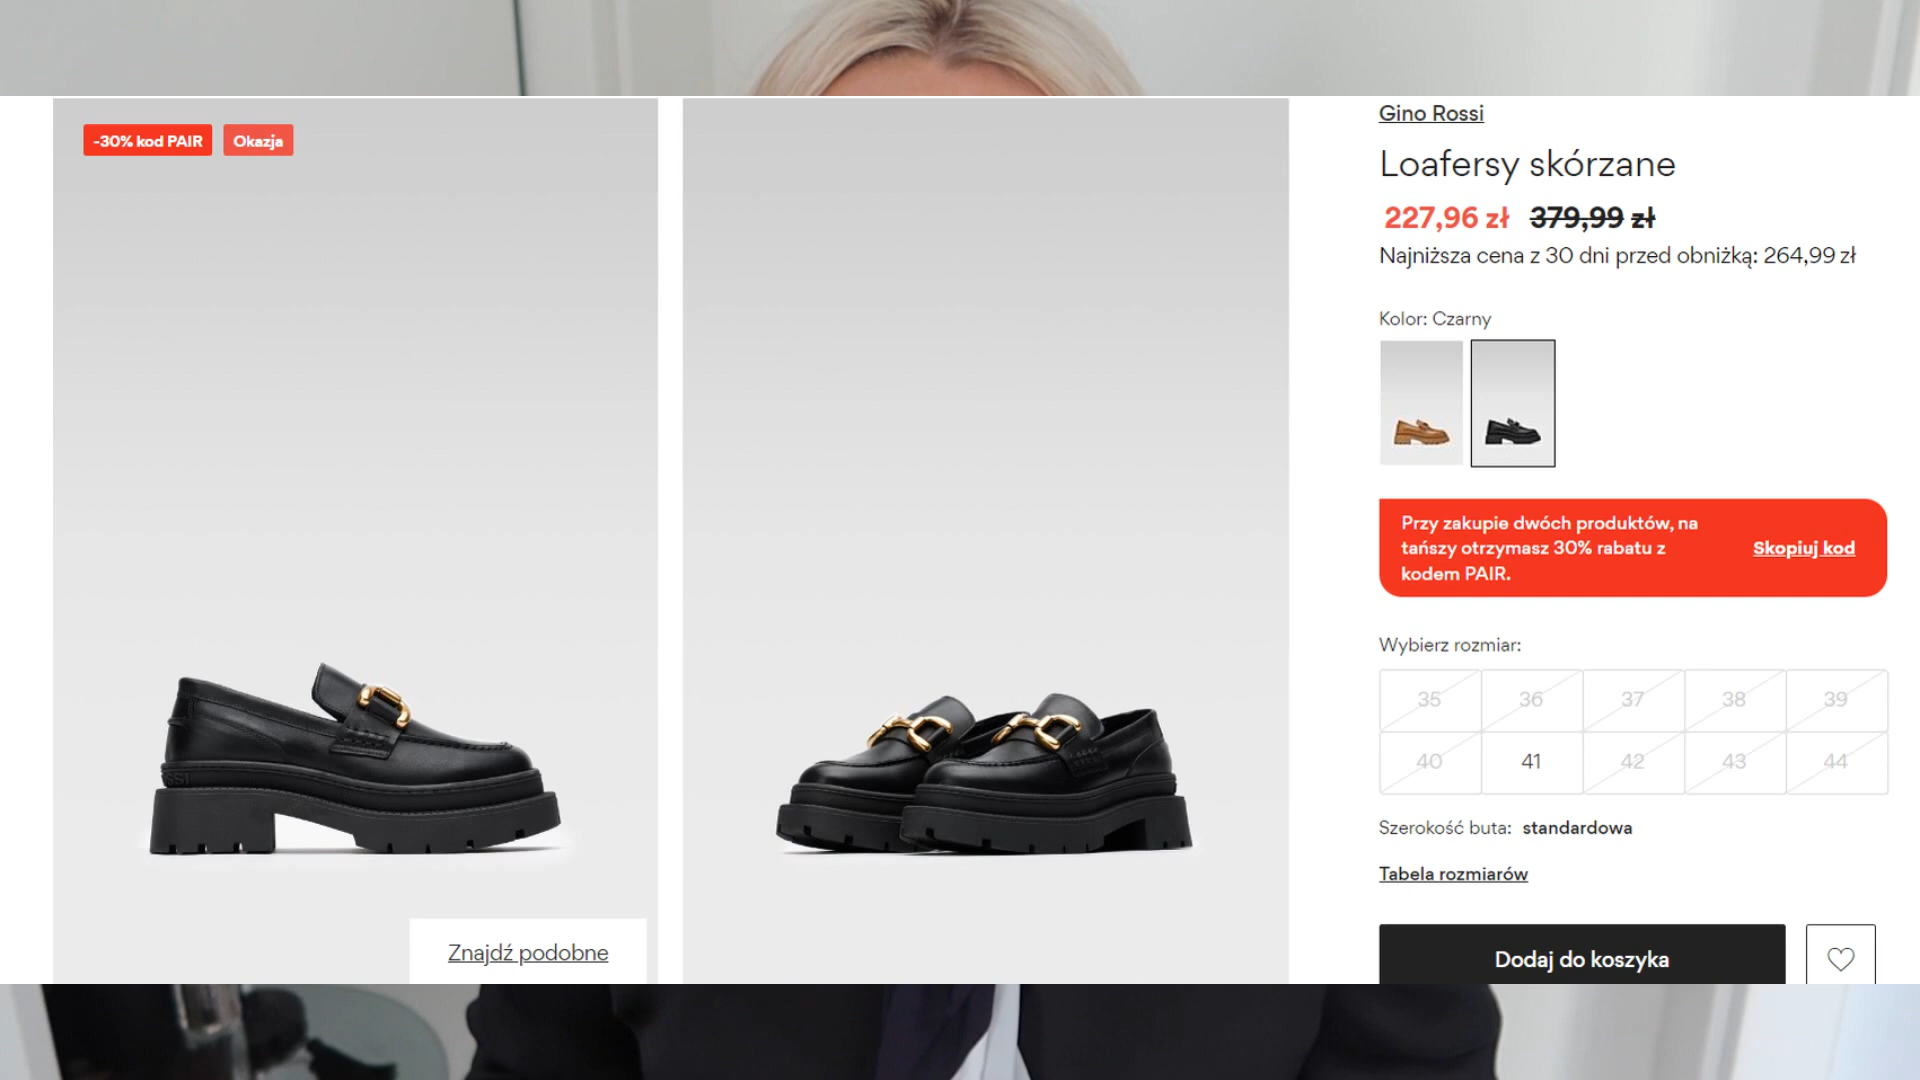 -30% kod PAIR Okazja
Znajdź podobne
Gino Rossi
Loafersy skórzane
227,96 zł 379,99 zł
Najniższa cena z 30 dni przed obniżką: 264,99 zł
Kolor: Czarny
Przy zakupie dwóch produktów, na
tańszy otrzymasz 30% rabatu z
kodem PAIR.
Skopiuj kod
Wybierz rozmiar:
35 36 37 38 39
40 41 42 43 44
Szerokość buta: standardowa
Tabela rozmiarów
Dodaj do koszyka